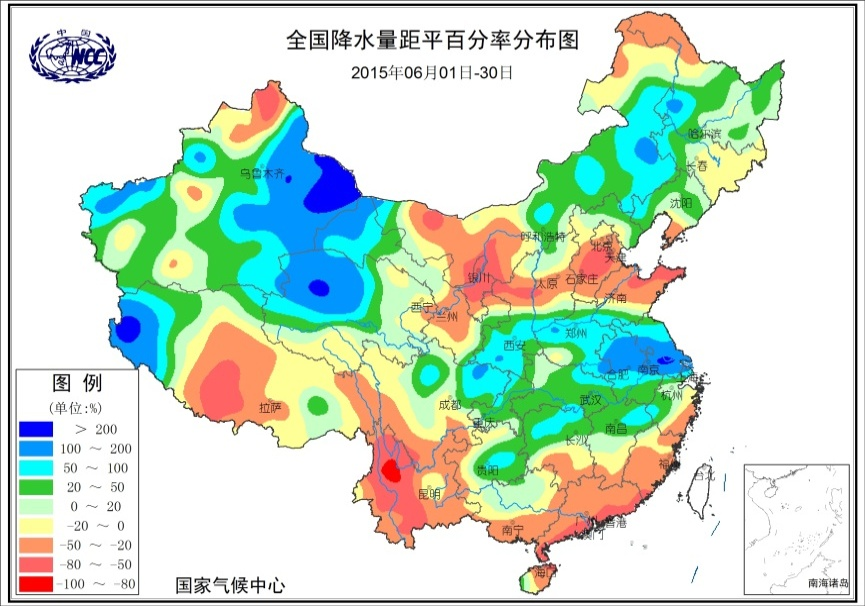 中国
NCC
全国降水量距平百分率分布图
2015年06月01日-30日
哈尔滨
长春
乌鲁木齐
沈阳
呼和浩特
北京
天津
银川
太原
石家庄
济南
西宁
兰州
郑州
西安
合肥
南京
上海
杭州
拉萨
成都
武汉
重庆
南昌
长沙
贵阳
福州
台北
昆明
南宁
香港
澳门
海口
图 例
(单位:%)
> 200
100 ~ 200
50 ~ 100
20 ~ 50
0 ~ 20
-20 ~ 0
-50 ~ -20
-80 ~ -50
-100 ~ -80
国家气候中心
南海诸岛